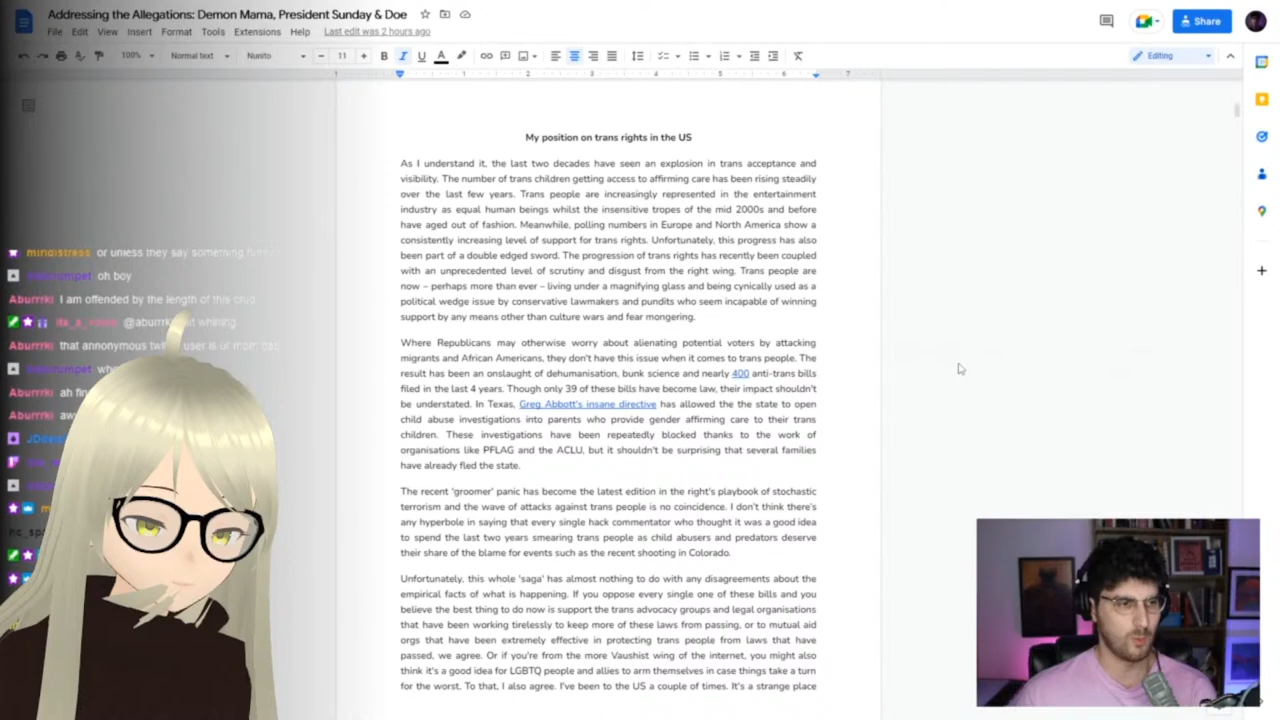 Addressing the Allegations: Demon Mama, President Sunday & Doe
File Edit View Insert Format Tools Extensions Help Last edit was 2 hours ago
Share
100% Normal text Nunito 11 B I U A Editing
1 1 2 3 4 5 6 7
My position on trans rights in the US
As I understand it, the last two decades have seen an explosion in trans acceptance and
visibility. The number of trans children getting access to affirming care has been rising steadily
over the last few years. Trans people are increasingly represented in the entertainment
industry as equal human beings whilst the insensitive tropes of the mid 2000s and before
have aged out of fashion. Meanwhile, polling numbers in Europe and North America show a
consistently increasing level of support for trans rights. Unfortunately, this progress has also
been part of a double edged sword. The progression of trans rights has recently been coupled
with an unprecedented level of scrutiny and disgust from the right wing. Trans people are
now – perhaps more than ever – living under a magnifying glass and being cynically used as a
political wedge issue by conservative lawmakers and pundits who seem incapable of winning
support by any means other than culture wars and fear mongering.
Where Republicans may otherwise worry about alienating potential voters by attacking
migrants and African Americans, they don't have this issue when it comes to trans people. The
result has been an onslaught of dehumanisation, bunk science and nearly 400 anti-trans bills
filed in the last 4 years. Though only 39 of these bills have become law, their impact shouldn't
be understated. In Texas, Greg Abbott's insane directive has allowed the the state to open
child abuse investigations into parents who provide gender affirming care to their trans
children. These investigations have been repeatedly blocked thanks to the work of
organisations like PFLAG and the ACLU, but it shouldn't be surprising that several families
have already fled the state.
The recent 'groomer' panic has become the latest edition in the right's playbook of stochastic
terrorism and the wave of attacks against trans people is no coincidence. I don't think there's
any hyperbole in saying that every single hack commentator who thought it was a good idea
to spend the last two years smearing trans people as child abusers and predators deserve
their share of the blame for events such as the recent shooting in Colorado.
Unfortunately, this whole 'saga' has almost nothing to do with any disagreements about the
empirical facts of what is happening. If you oppose every single one of these bills and you
believe the best thing to do now is support the trans advocacy groups and legal organisations
that have been working tirelessly to keep more of these laws from passing, or to mutual aid
orgs that have been extremely effective in protecting trans people from laws that have
passed, we agree. Or if you're from the more Vaushist wing of the internet, you might also
think it's a good idea for LGBTQ people and allies to arm themselves in case things take a turn
for the worst. To that, I also agree. I've been to the US a couple of times. It's a strange place
or unless they say something
oh boy
Aburrrki I am offended by the length of this
@aburrrki
Aburrrki that annonymous user is
Aburrrki ah
Aburrrki